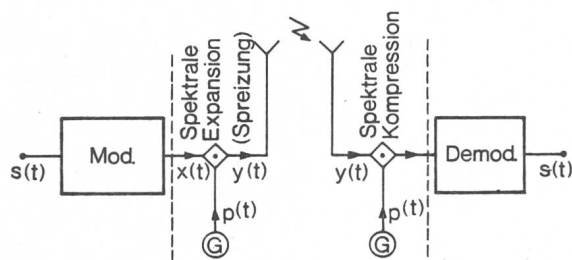 Spektrale
Expansion
(Spreizung)
Spektrale
Kompression
Mod.
Demod.
s(t)
x(t)
y(t)
y(t)
s(t)
p(t)
p(t)
G
G